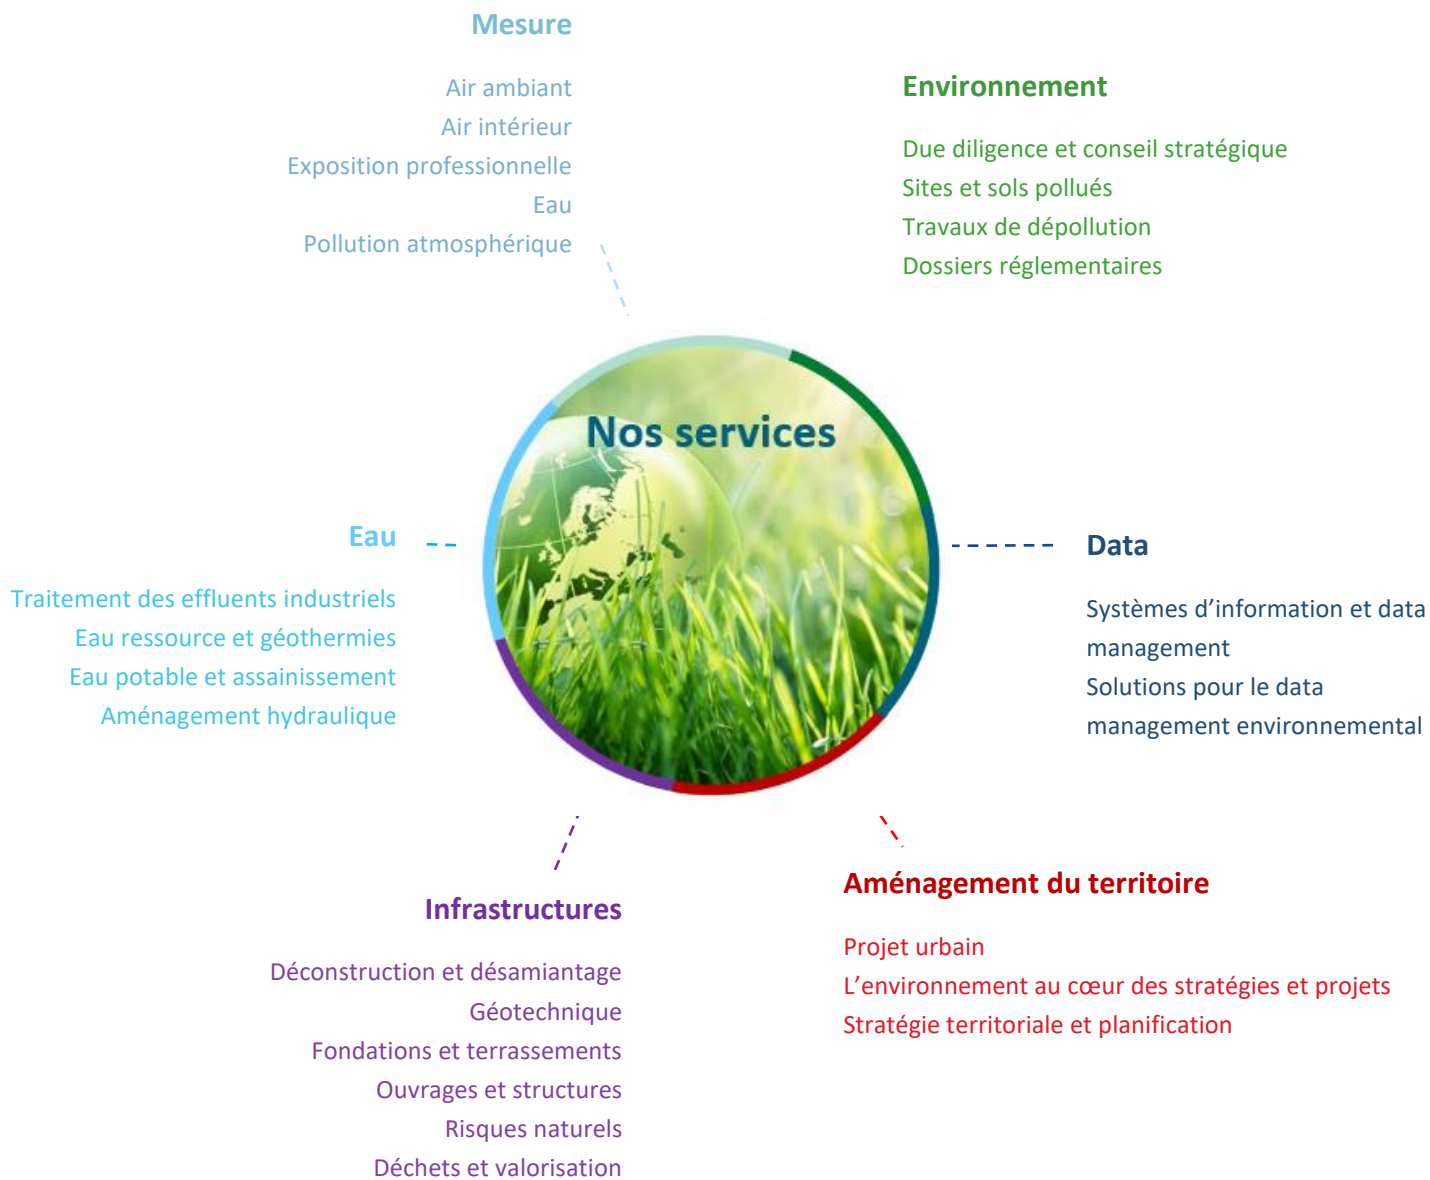 Mesure
Air ambiant
Air intérieur
Exposition professionnelle
Eau
Pollution atmosphérique
Environnement
Due diligence et conseil stratégique
Sites et sols pollués
Travaux de dépollution
Dossiers réglementaires
Nos services
Eau
Traitement des effluents industriels
Eau ressource et géothermies
Eau potable et assainissement
Aménagement hydraulique
Data
Systèmes d’information et data
management
Solutions pour le data
management environnemental
Infrastructures
Déconstruction et désamiantage
Géotechnique
Fondations et terrassements
Ouvrages et structures
Risques naturels
Déchets et valorisation
Aménagement du territoire
Projet urbain
L’environnement au cœur des stratégies et projets
Stratégie territoriale et planification